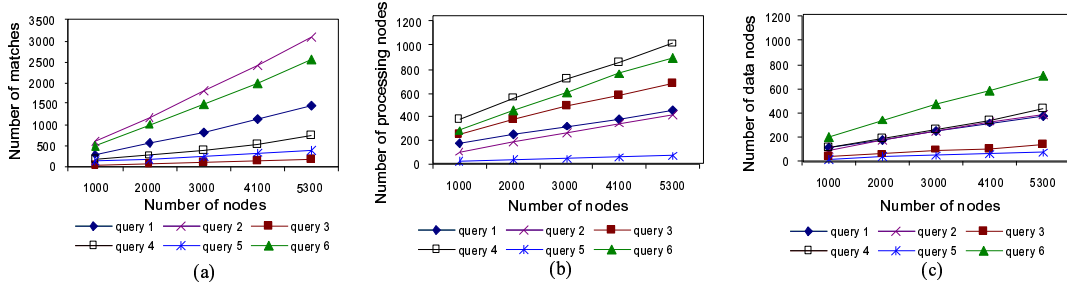 Number of matches
3500
3000
2500
2000
1500
1000
500
0
1000 2000 3000 4100 5300
Number of nodes
query 1 query 2 query 3
query 4 query 5 query 6
(a)
Number of processing nodes
1200
1000
800
600
400
200
0
1000 2000 3000 4100 5300
Number of nodes
query 1 query 2 query 3
query 4 query 5 query 6
(b)
Number of data nodes
1200
1000
800
600
400
200
0
1000 2000 3000 4100 5300
Number of nodes
query 1 query 2 query 3
query 4 query 5 query 6
(c)